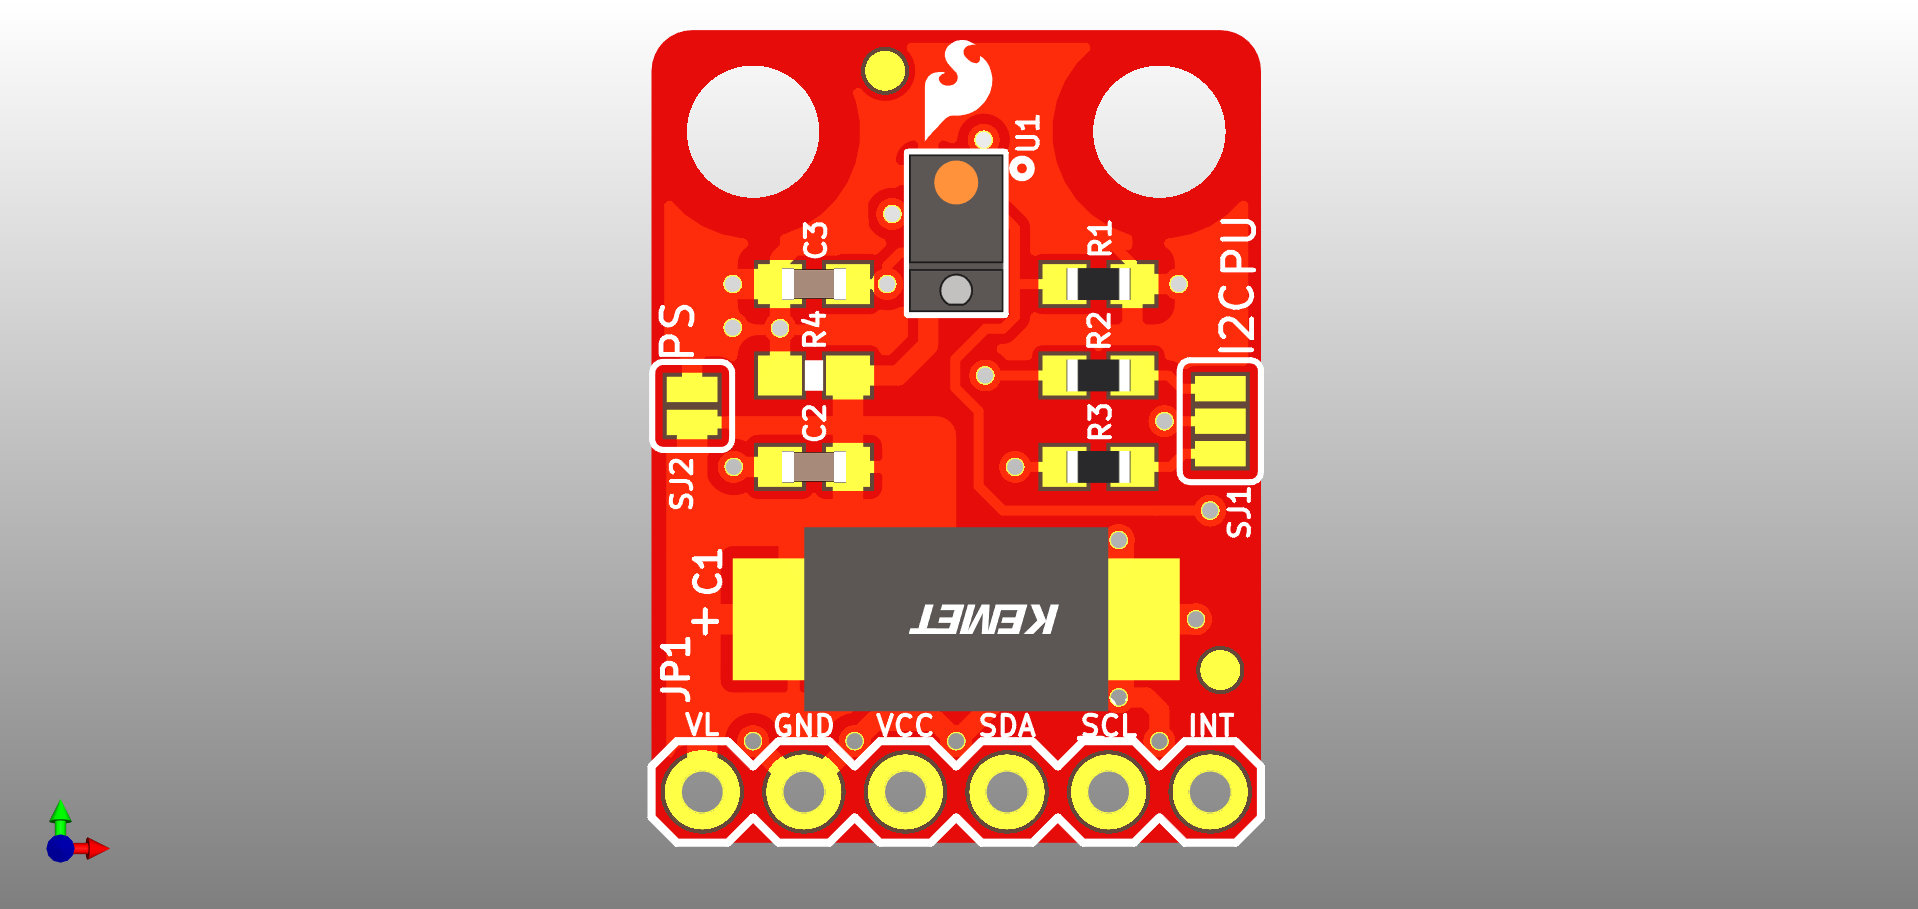 U1
C3
R1
I2C PU
PS
R4
R2
C2
R3
SJ2
SJ1
+ C1
KEMET
JP1
VL GND VCC SDA SCL INT